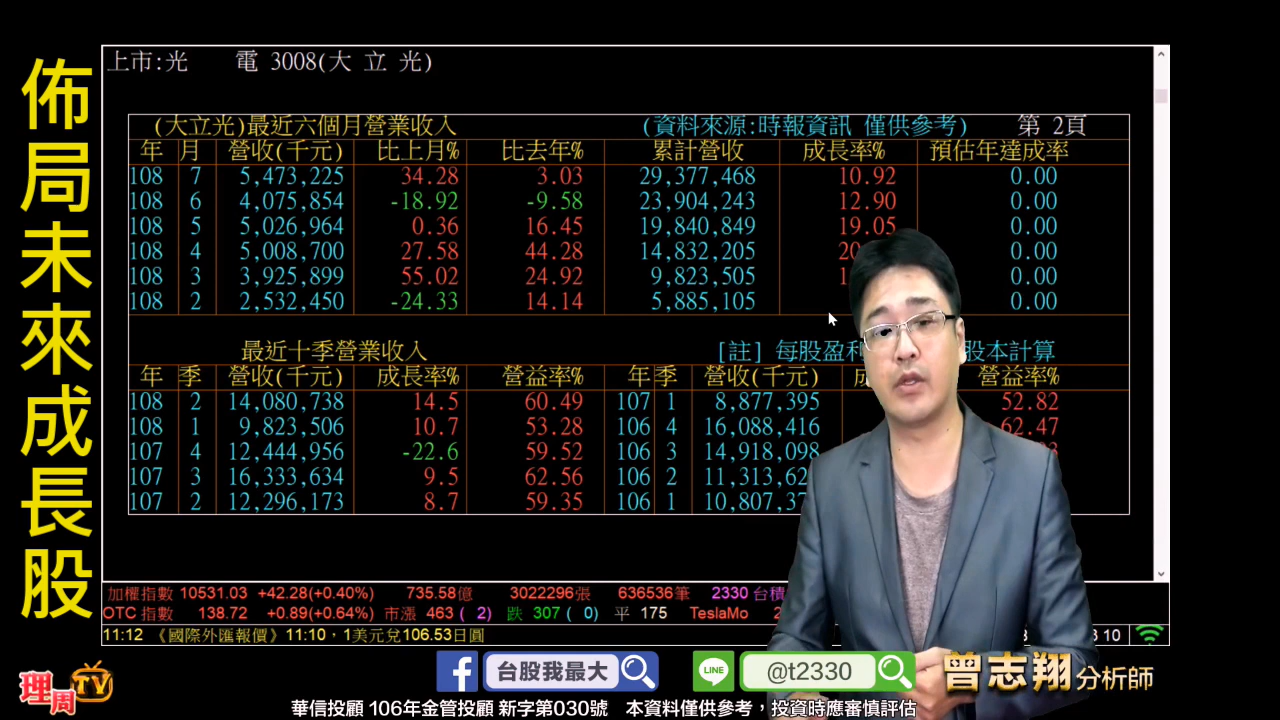 佈局未來成長股
上市:光 電 3008(大 立 光)
(大立光)最近六個月營業收入 (資料來源:時報資訊 僅供參考) 第 2頁
年 月 營收(千元) 比上月% 比去年% 累計營收 成長率% 預估年達成率
108 7 5,473,225 34.28 3.03 29,377,468 10.92 0.00
108 6 4,075,854 -18.92 -9.58 23,904,243 12.90 0.00
108 5 5,026,964 0.36 16.45 19,840,849 19.05 0.00
108 4 5,008,700 27.58 44.28 14,832,205 20 0.00
108 3 3,925,899 55.02 24.92 9,823,505 1 0.00
108 2 2,532,450 -24.33 14.14 5,885,105 0.00
最近十季營業收入 [註] 每股盈利 股本計算
年 季 營收(千元) 成長率% 營益率% 年 季 營收(千元) 營益率%
108 2 14,080,738 14.5 60.49 107 1 8,877,395 52.82
108 1 9,823,506 10.7 53.28 106 4 16,088,416 62.47
107 4 12,444,956 -22.6 59.52 106 3 14,918,098
107 3 16,333,634 9.5 62.56 106 2 11,313,62
107 2 12,296,173 8.7 59.35 106 1 10,807,37
加權指數 10531.03 +42.28(+0.40%) 735.58億 3022296張 636536筆 2330 台積
OTC 指數 138.72 +0.89(+0.64%) 市漲 463 ( 2) 跌 307 ( 0) 平 175 TeslaMo 2
11:12 《國際外匯報價》11:10，1美元兌106.53日圓 10
理周TV
台股我最大
LINE
@t2330
曾志翔分析師
華信投顧 106年金管投顧 新字第030號 本資料僅供參考，投資時應審慎評估